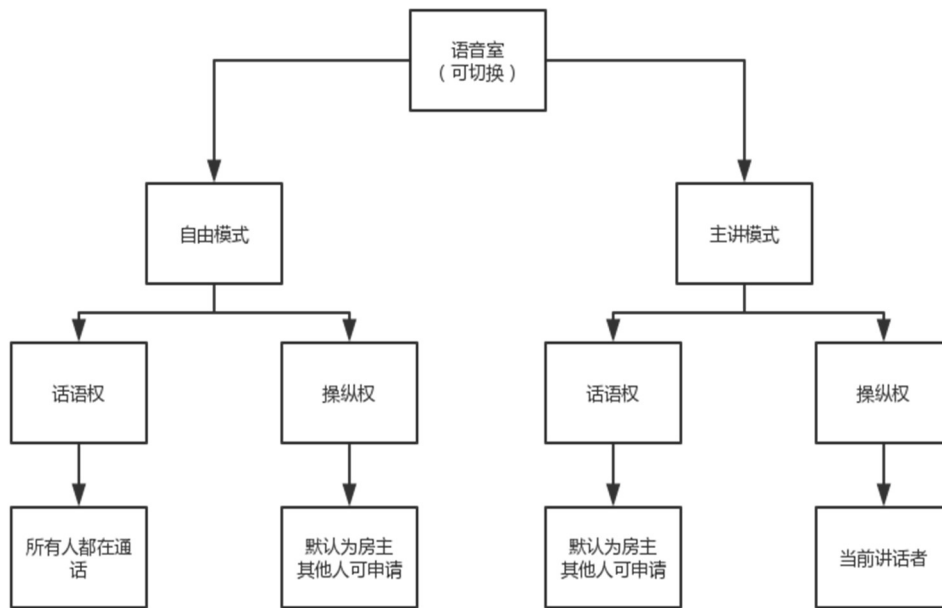 语音室
（可切换）
自由模式
主讲模式
话语权
操纵权
话语权
操纵权
所有人都在通
话
默认为房主
其他人可申请
默认为房主
其他人可申请
当前讲话者